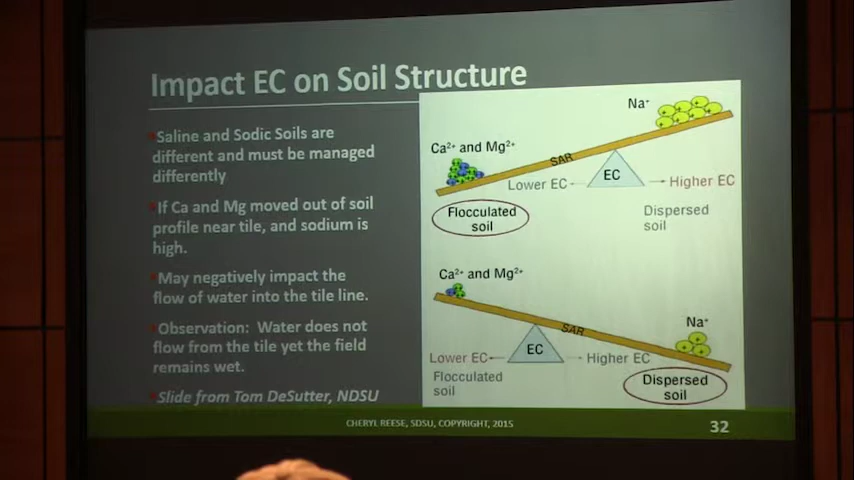 Impact EC on Soil Structure
Saline and Sodic Soils are
different and must be managed
differently
If Ca and Mg moved out of soil
profile near tile, and sodium is
high.
May negatively impact the
flow of water into the tile line.
Observation: Water does not
flow from the tile yet the field
remains wet.
Slide from Tom DeSutter, NDSU
Na⁺
Ca²⁺ and Mg²⁺
SAR
EC
Lower EC
Higher EC
Flocculated
soil
Dispersed
soil
Ca²⁺ and Mg²⁺
SAR
Na⁺
EC
Lower EC
Higher EC
Flocculated
soil
Dispersed
soil
CHERYL REESE, SDSU, COPYRIGHT, 2015
32